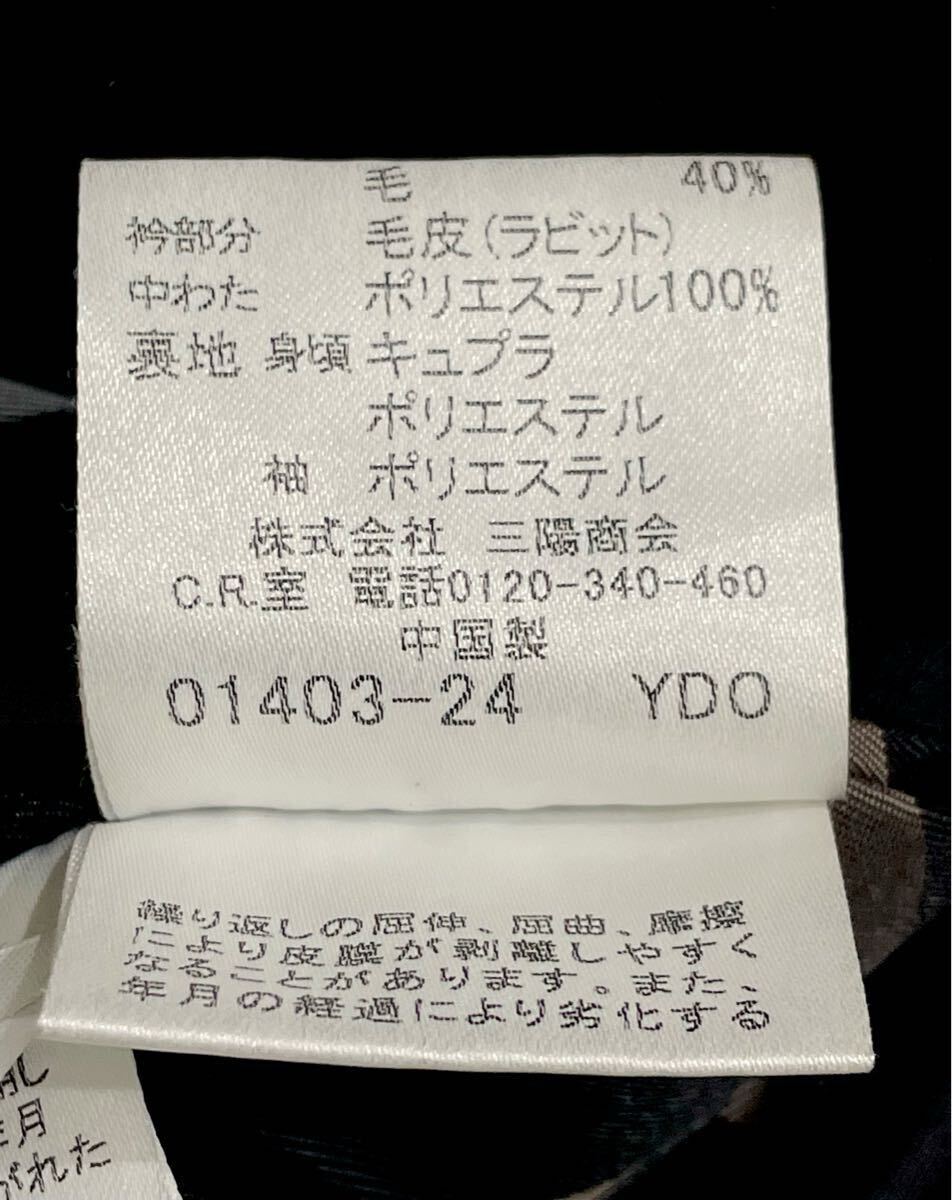 毛 40%
衿部分 毛皮(ラビット)
中わた ポリエステル100%
裏地 身頃 キュプラ
ポリエステル
袖 ポリエステル
株式会社 三陽商会
C.R.室 電話0120-340-460
中国製
01403-24 YDO
繰り返しの屈伸、屈曲、摩擦
により皮膜が剥離しやすく
なることがあります。また、
年月の経過により劣化する
月
がれた